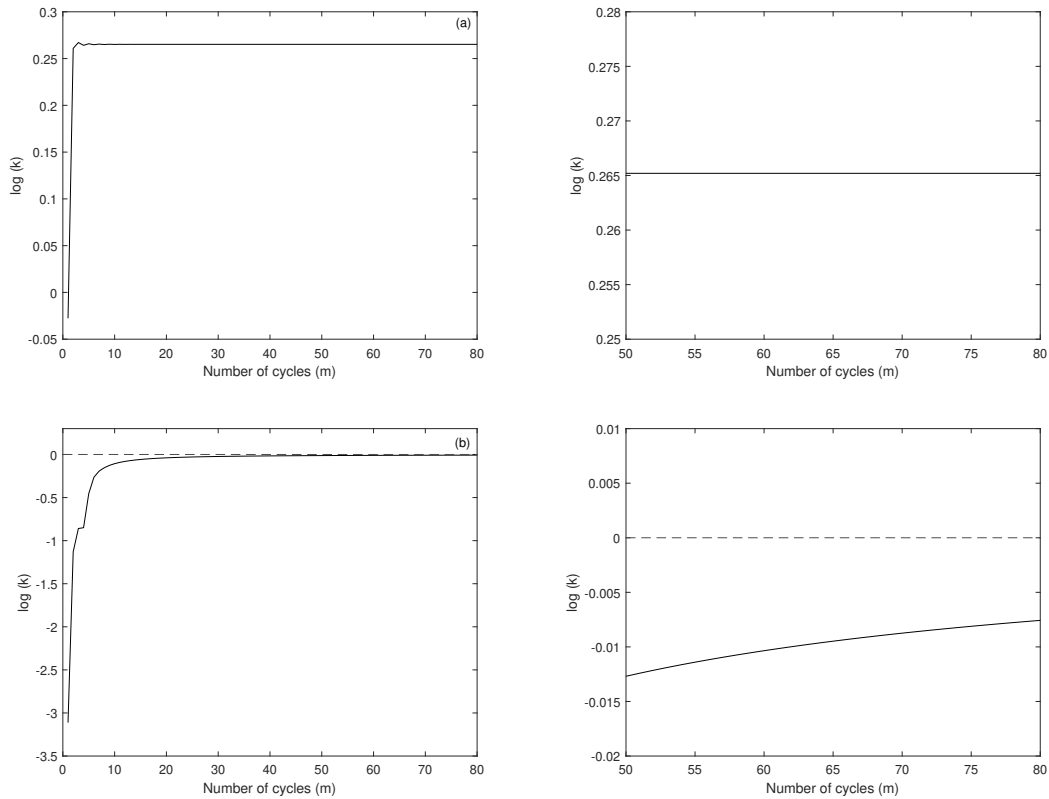 (a)
0.3
0.25
0.2
0.15
0.1
0.05
0
-0.05
log (k)
0 10 20 30 40 50 60 70 80
Number of cycles (m)
0.28
0.275
0.27
0.265
0.26
0.255
0.25
log (k)
50 55 60 65 70 75 80
Number of cycles (m)
(b)
0
-0.5
-1
-1.5
-2
-2.5
-3
-3.5
log (k)
0 10 20 30 40 50 60 70 80
Number of cycles (m)
0.01
0.005
0
-0.005
-0.01
-0.015
-0.02
log (k)
50 55 60 65 70 75 80
Number of cycles (m)